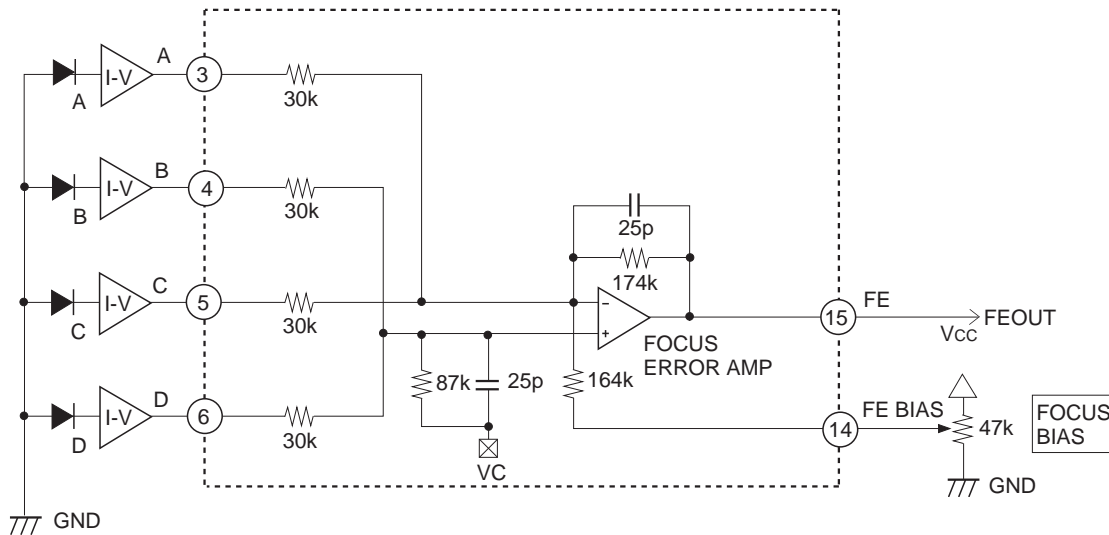 A
I-V
3
A
30k
B
I-V
4
B
30k
25p
174k
C
I-V
5
C
30k
−
+
FE
15
VCC
FEOUT
FOCUS
ERROR AMP
87k
25p
164k
D
I-V
6
D
30k
VC
14
FE BIAS
47k
FOCUS
BIAS
GND
GND